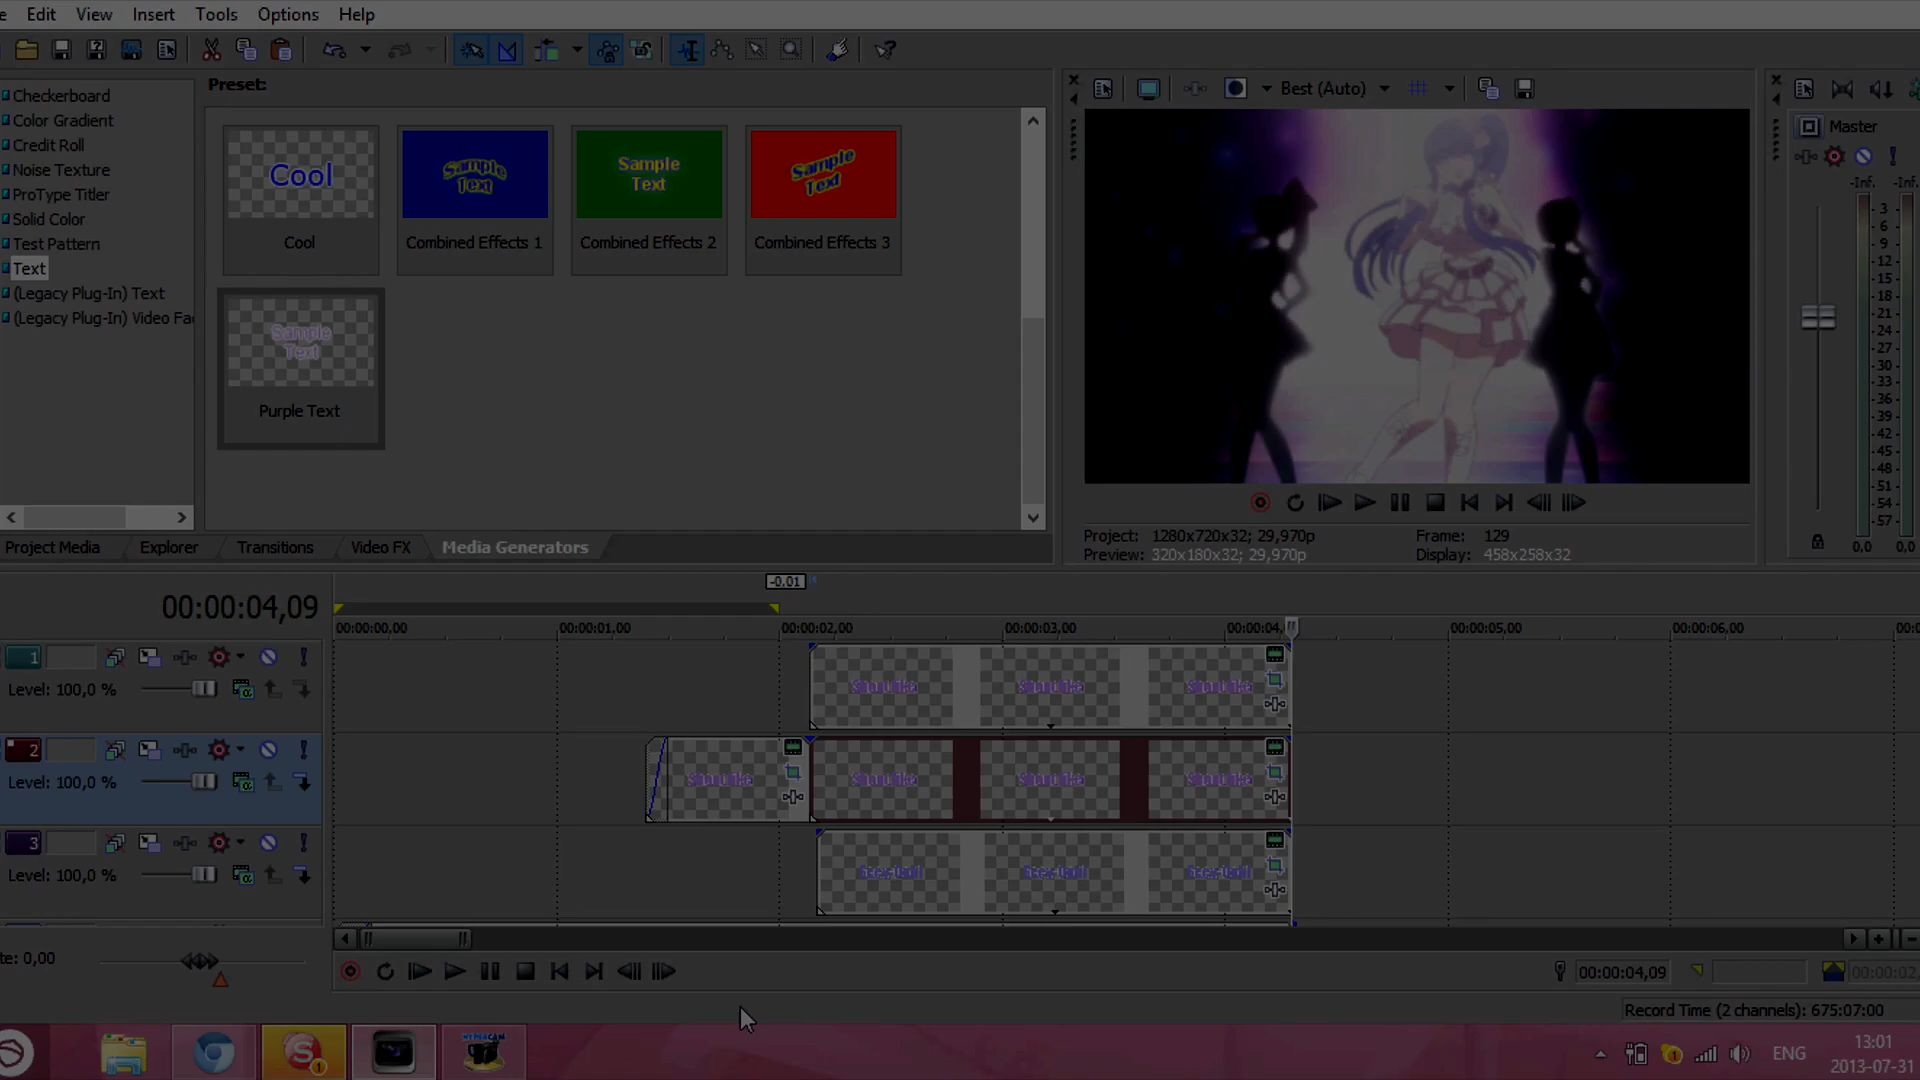 Edit View Insert Tools Options Help
Checkerboard
Color Gradient
Credit Roll
Noise Texture
ProType Titler
Solid Color
Test Pattern
Text
(Legacy Plug-In) Text
(Legacy Plug-In) Video Fa
Preset:
Cool
Sample
Text
Sample
Text
Sample
Text
Cool
Combined Effects 1
Combined Effects 2
Combined Effects 3
Sample
Text
Purple Text
Project Media Explorer Transitions Video FX Media Generators
Best (Auto)
Project: 1280x720x32; 29,970p
Frame: 129
Preview: 320x180x32; 29,970p
Display: 458x258x32
Master
-Inf. -Inf.
3
6
9
12
15
18
21
24
27
30
33
36
39
42
45
48
51
54
57
0,0 0,0
-0.01
00:00:04,09
00:00:00,00 00:00:01,00 00:00:02,00 00:00:03,00 00:00:04, 00:00:05,00 00:00:06,00
1
Level: 100,0 %
2
Level: 100,0 %
3
Level: 100,0 %
te: 0,00
00:00:04,09
00:00:02,
Record Time (2 channels): 675:07:00
HYPERCAM
1
1
ENG
13:01
2013-07-31